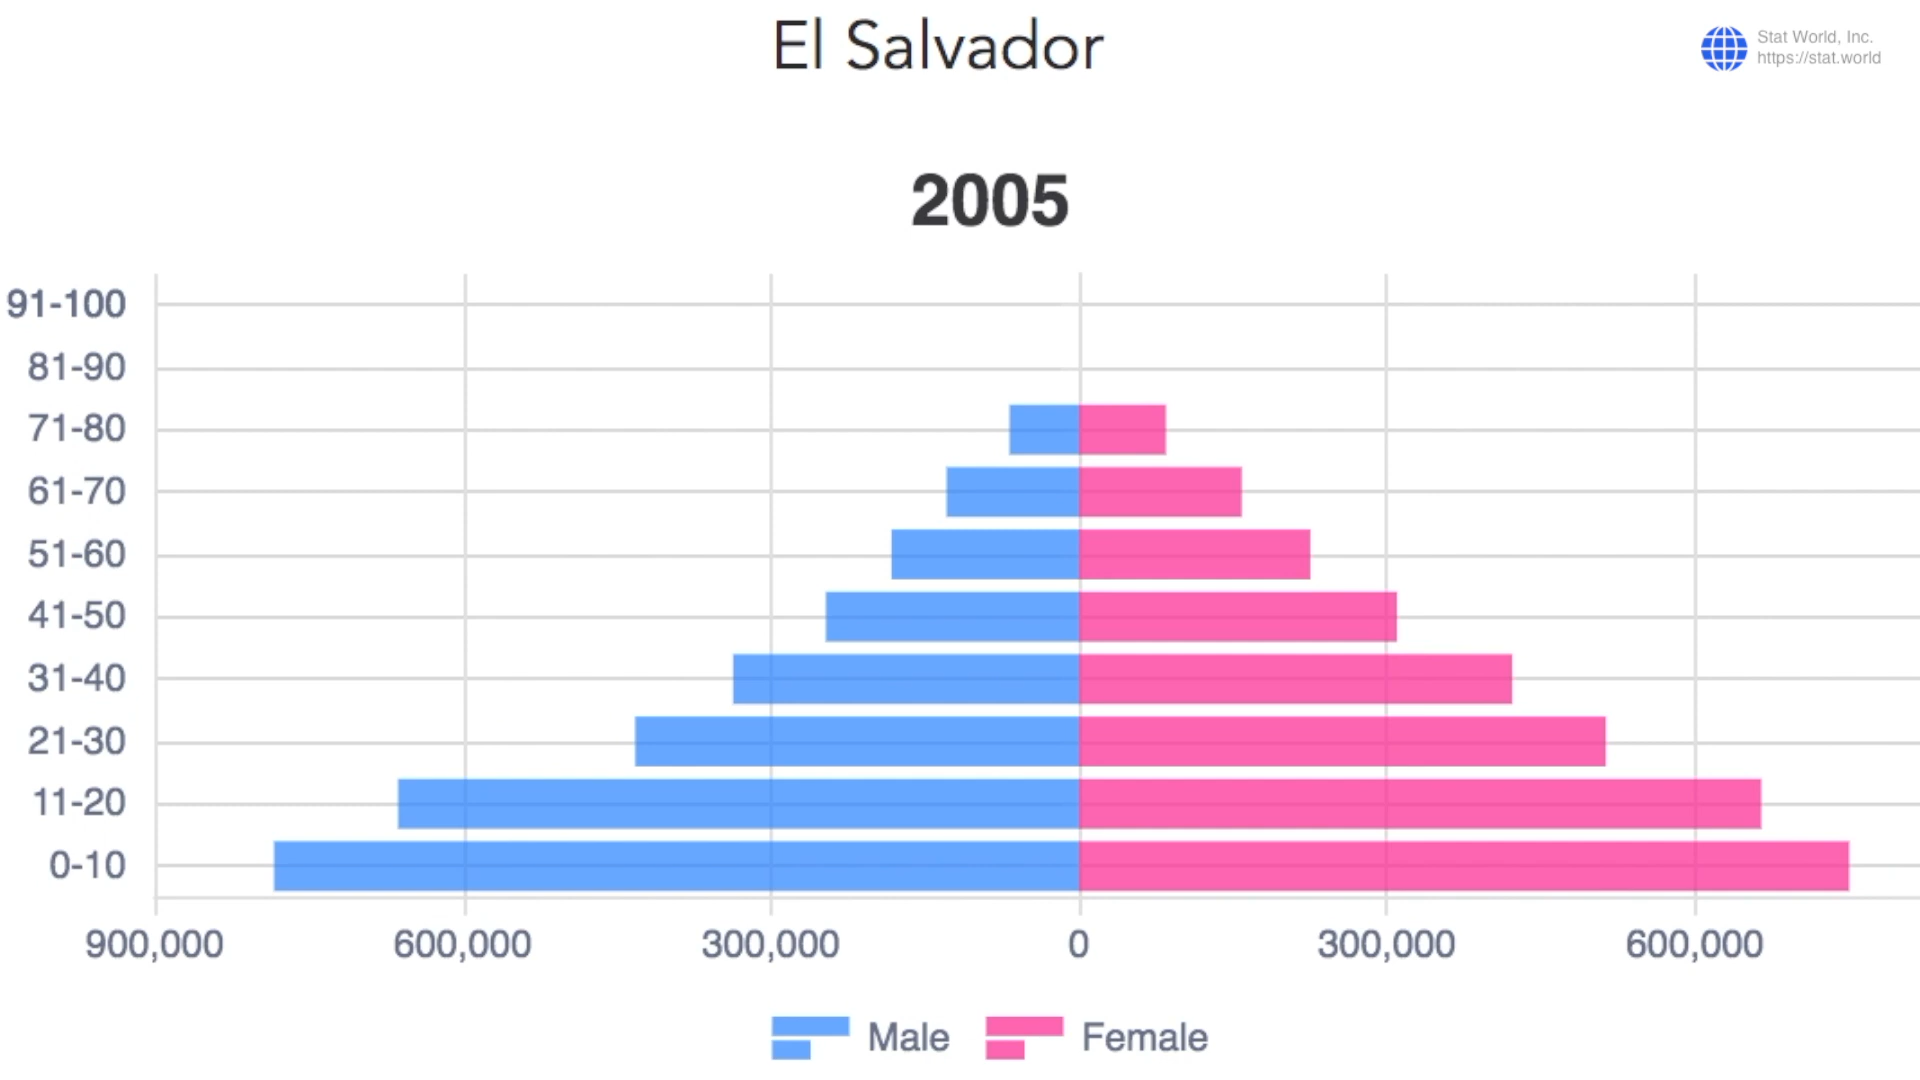 El Salvador
Stat World, Inc.
https://stat.world
2005
91-100
81-90
71-80
61-70
51-60
41-50
31-40
21-30
11-20
0-10
900,000 600,000 300,000 0 300,000 600,000
Male Female